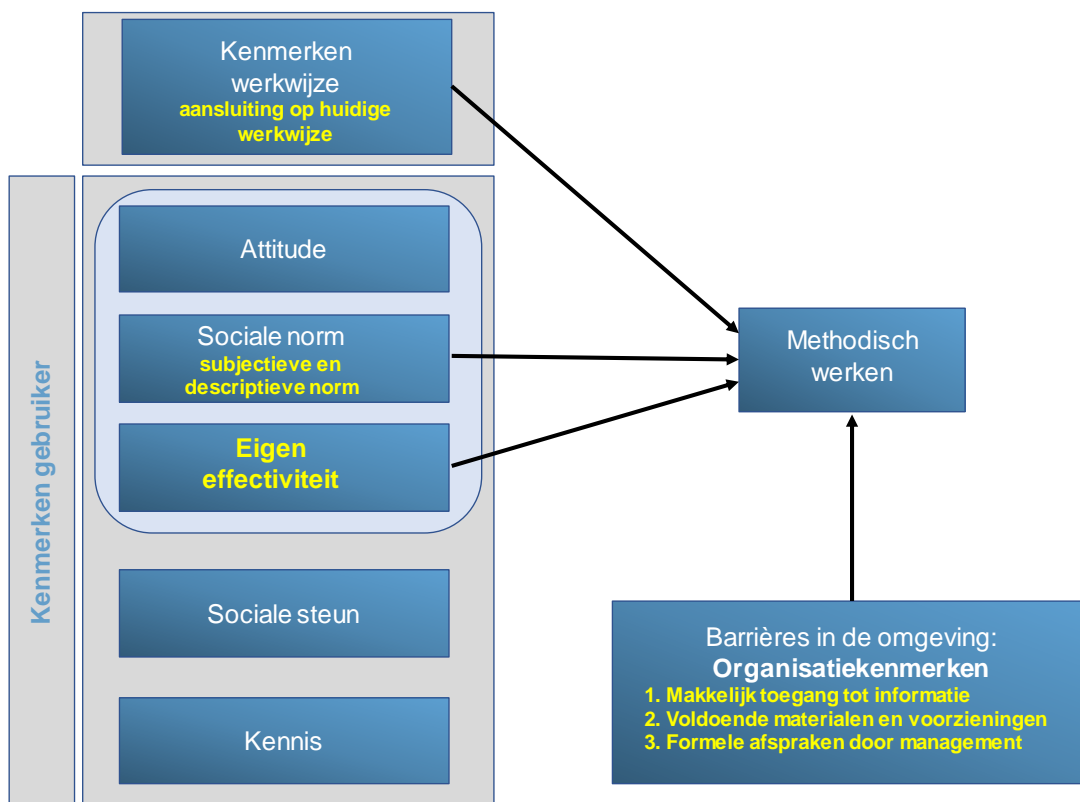 Kenmerken
werkwijze
aansluiting op huidige
werkwijze
Kenmerken gebruiker
Attitude
Sociale norm
subjectieve en
descriptieve norm
Eigen
effectiviteit
Sociale steun
Kennis
Methodisch
werken
Barrières in de omgeving:
Organisatiekenmerken
1. Makkelijk toegang tot informatie
2. Voldoende materialen en voorzieningen
3. Formele afspraken door management